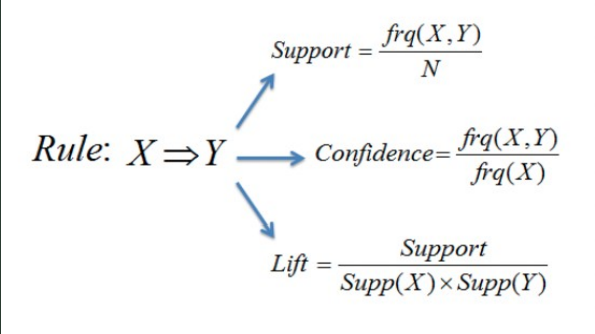 Rule: X⇒Y
Support = frq(X,Y) / N
Confidence= frq(X,Y) / frq(X)
Lift = Support / Supp(X)×Supp(Y)